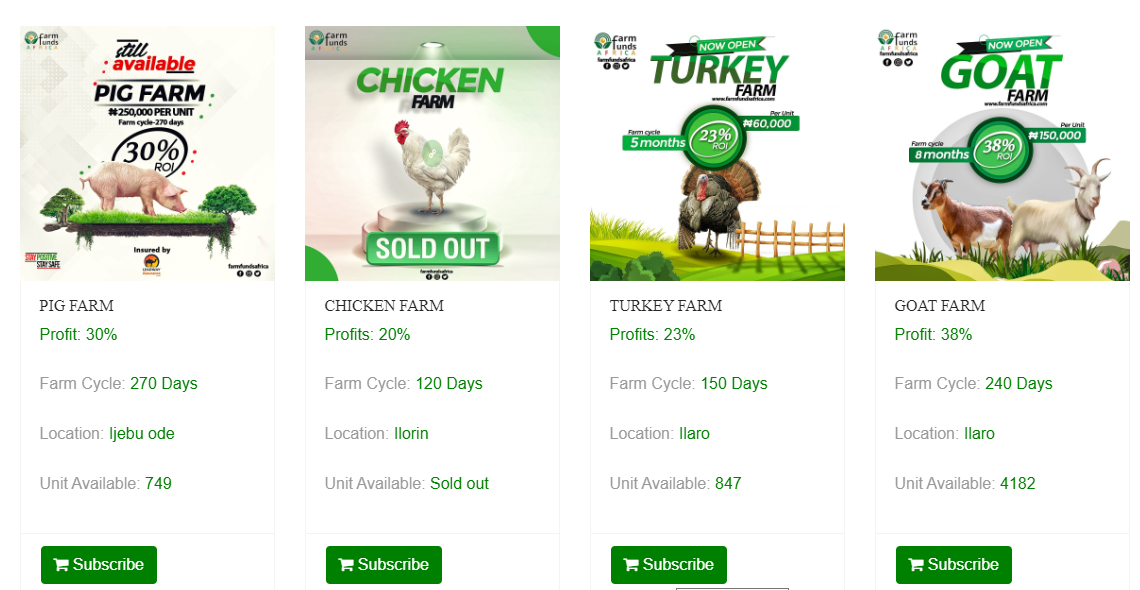 farm
funds
AFRICA
still
available
PIG FARM
₦250,000 PER UNIT
Farm cycle-270 days
30%
ROI
Insured by
STAY POSITIVE
STAY SAFE
farmfundsafrica
PIG FARM
Profit: 30%
Farm Cycle: 270 Days
Location: Ijebu ode
Unit Available: 749
Subscribe
farm
funds
AFRICA
CHICKEN
FARM
SOLD OUT
farmfundsafrica
CHICKEN FARM
Profits: 20%
Farm Cycle: 120 Days
Location: Ilorin
Unit Available: Sold out
Subscribe
farm
funds
AFRICA
farmfundsafrica
NOW OPEN
TURKEY
FARM
www.farmfundsafrica.com
Per Unit
₦60,000
Farm cycle
5 months
23%
ROI
TURKEY FARM
Profits: 23%
Farm Cycle: 150 Days
Location: Ilaro
Unit Available: 847
Subscribe
farm
funds
AFRICA
farmfundsafrica
NOW OPEN
GOAT
FARM
www.farmfundsafrica.com
Per Unit
₦150,000
Farm cycle
8 months
38%
ROI
GOAT FARM
Profit: 38%
Farm Cycle: 240 Days
Location: Ilaro
Unit Available: 4182
Subscribe